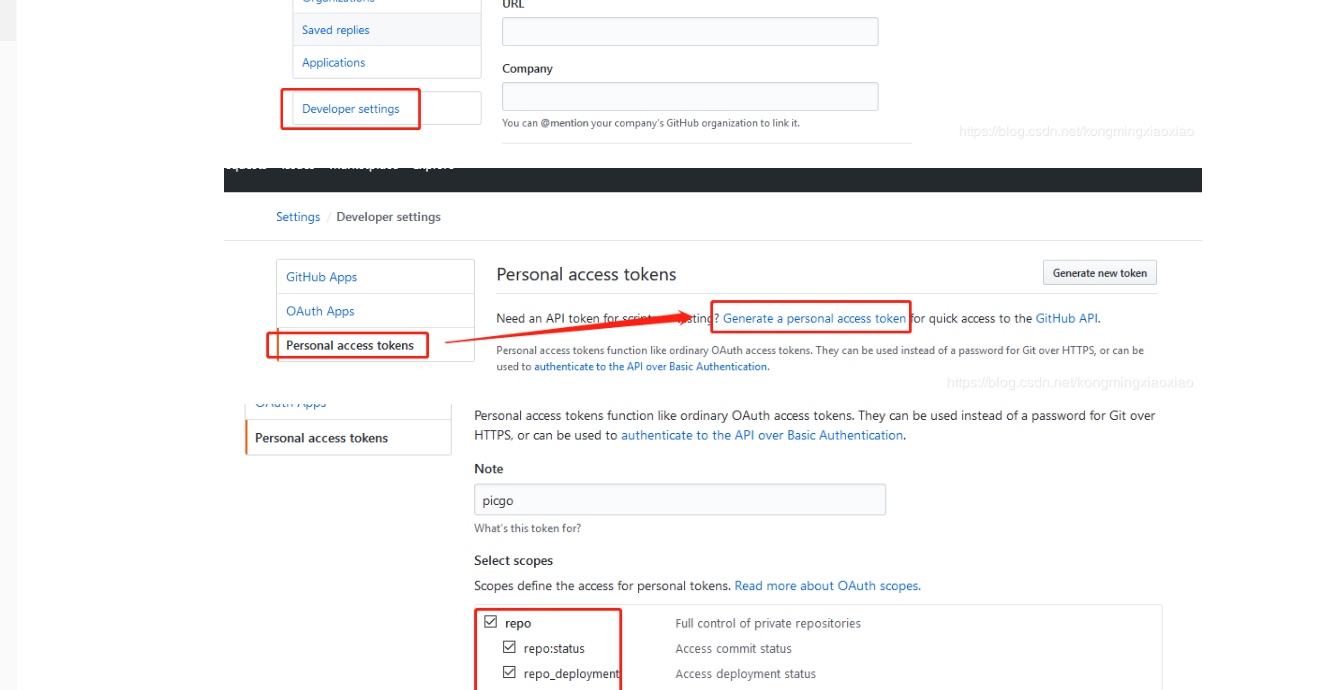 Organizations
URL
Saved replies
Applications
Company
Developer settings
You can @mention your company's GitHub organization to link it.
https://blog.csdn.net/kongmingxiaoxiao
Marketplace Explore
Settings / Developer settings
GitHub Apps
Personal access tokens
Generate new token
OAuth Apps
Need an API token for scripts or testing? Generate a personal access token for quick access to the GitHub API.
Personal access tokens
Personal access tokens function like ordinary OAuth access tokens. They can be used instead of a password for Git over HTTPS, or can be
used to authenticate to the API over Basic Authentication.
https://blog.csdn.net/kongmingxiaoxiao
OAuth Apps
Personal access tokens
Personal access tokens function like ordinary OAuth access tokens. They can be used instead of a password for Git over
HTTPS, or can be used to authenticate to the API over Basic Authentication.
Note
picgo
What's this token for?
Select scopes
Scopes define the access for personal tokens. Read more about OAuth scopes.
repo Full control of private repositories
repo:status Access commit status
repo_deployment Access deployment status